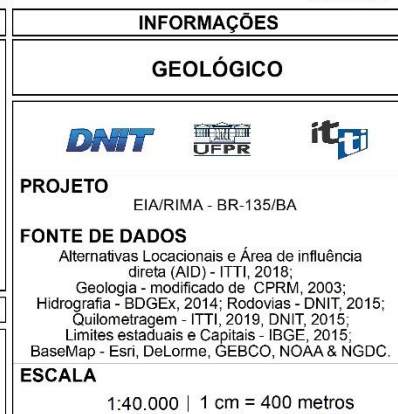 INFORMAÇÕES
GEOLÓGICO
DNIT
UFPR
itti
PROJETO
EIA/RIMA - BR-135/BA
FONTE DE DADOS
Alternativas Locacionais e Área de influência
direta (AID) - ITTI, 2018;
Geologia - modificado de CPRM, 2003;
Hidrografia - BDGEx, 2014; Rodovias - DNIT, 2015;
Quilometragem - ITTI, 2019, DNIT, 2015;
Limites estaduais e Capitais - IBGE, 2015;
BaseMap - Esri, DeLorme, GEBCO, NOAA & NGDC.
ESCALA
1:40.000 | 1 cm = 400 metros